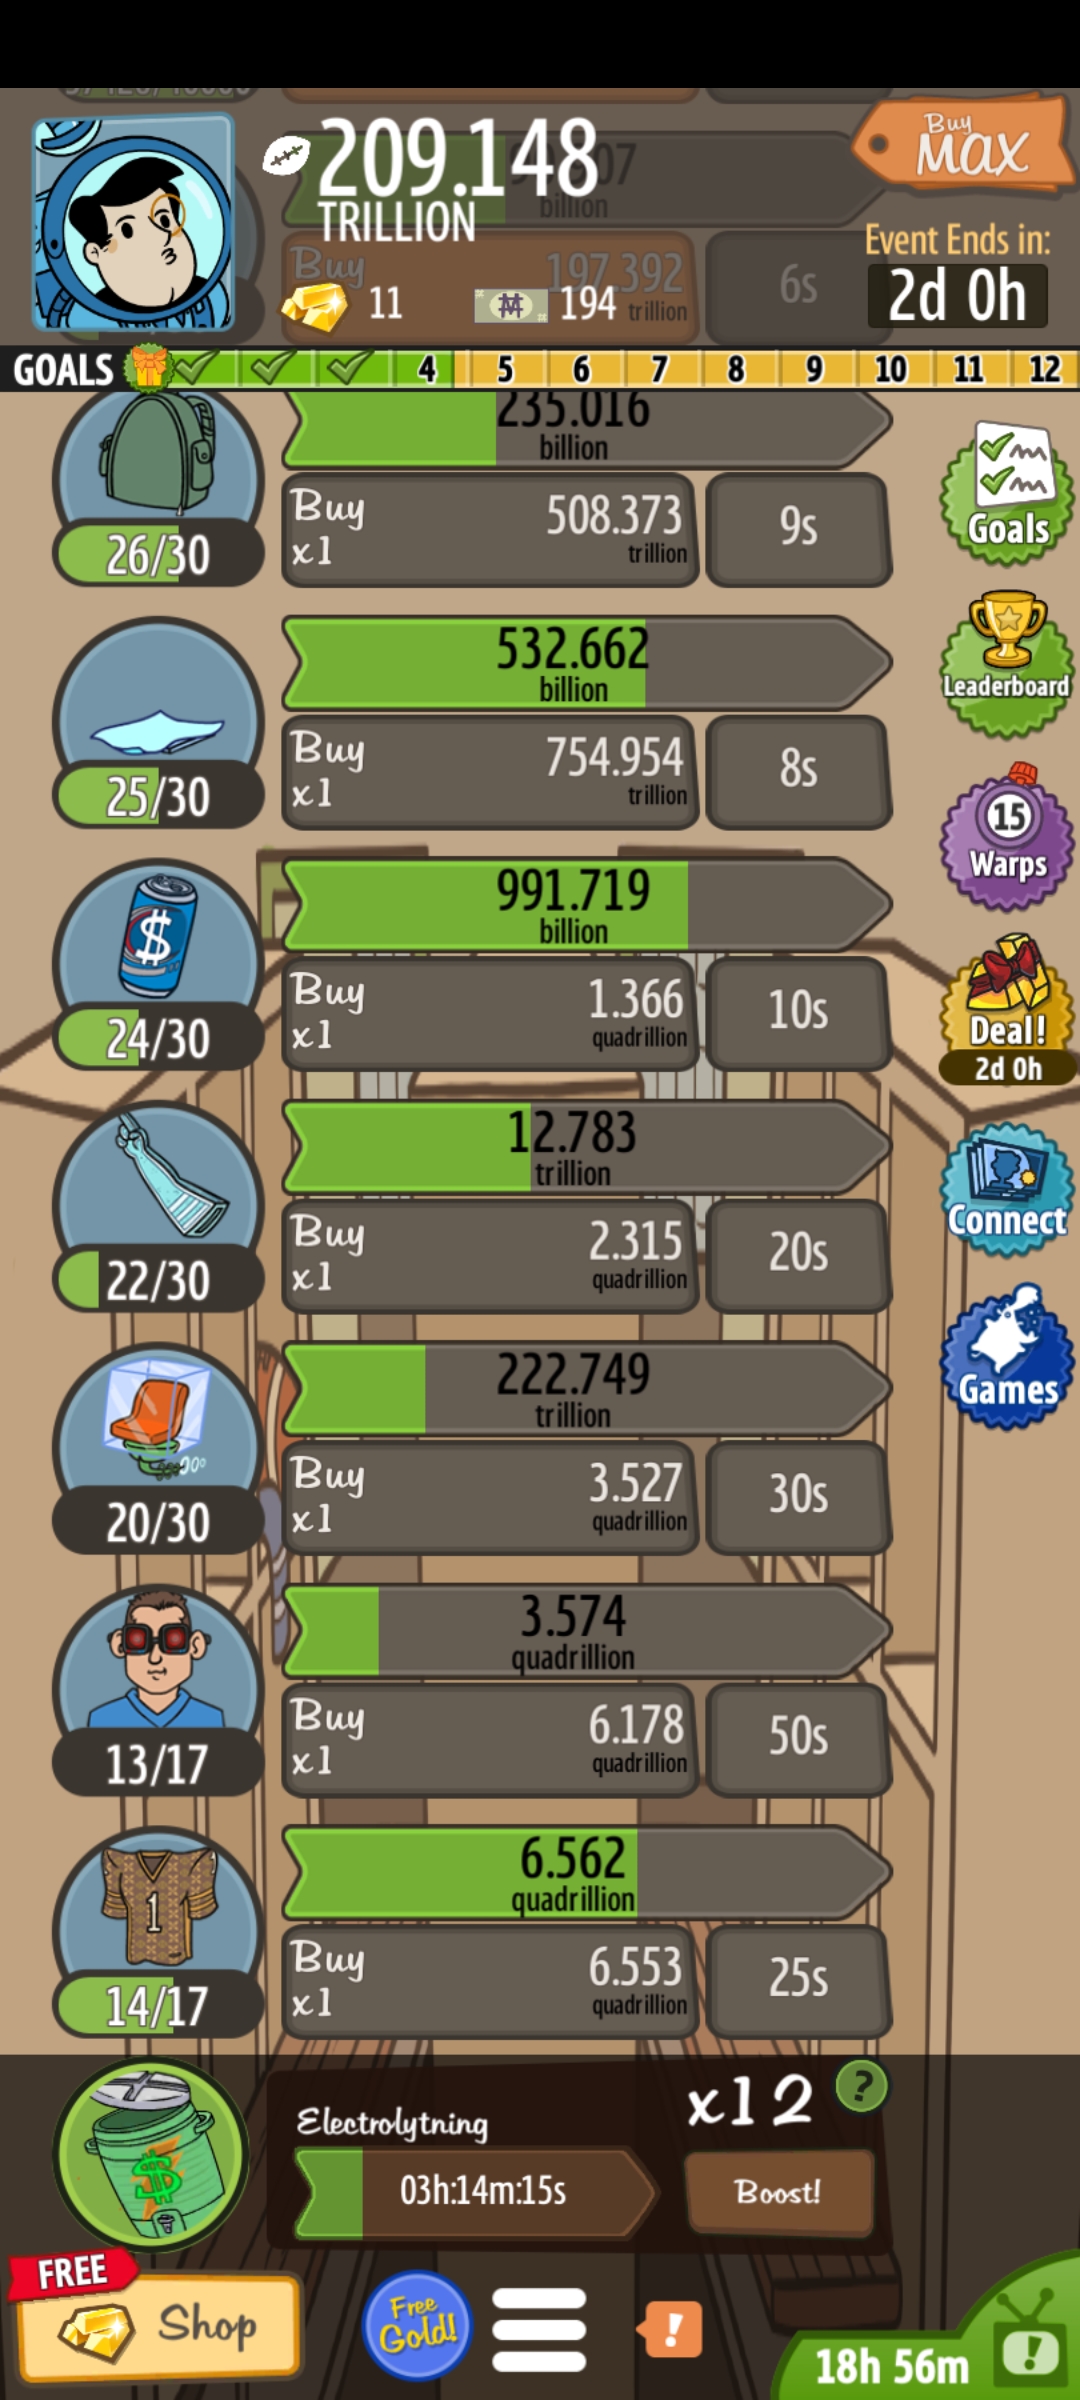 209.148
TRILLION
Buy
MAX
billion
Event Ends in:
2d 0h
Buy
197.392
trillion
6s
11
194
GOALS
4
5
6
7
8
9
10
11
12
235.016
billion
26/30
Buy
x1
508.373
trillion
9s
Goals
532.662
billion
25/30
Buy
x1
754.954
trillion
8s
Leaderboard
15
Warps
991.719
billion
$
24/30
Buy
x1
1.366
quadrillion
10s
Deal!
2d 0h
12.783
trillion
22/30
Buy
x1
2.315
quadrillion
20s
Connect
222.749
trillion
20/30
Buy
x1
3.527
quadrillion
30s
Games
3.574
quadrillion
13/17
Buy
x1
6.178
quadrillion
50s
6.562
quadrillion
1
14/17
Buy
x1
6.553
quadrillion
25s
$
Electrolytning
x12
?
03h:14m:15s
Boost!
FREE
Shop
Free
Gold!
!
18h 56m
!